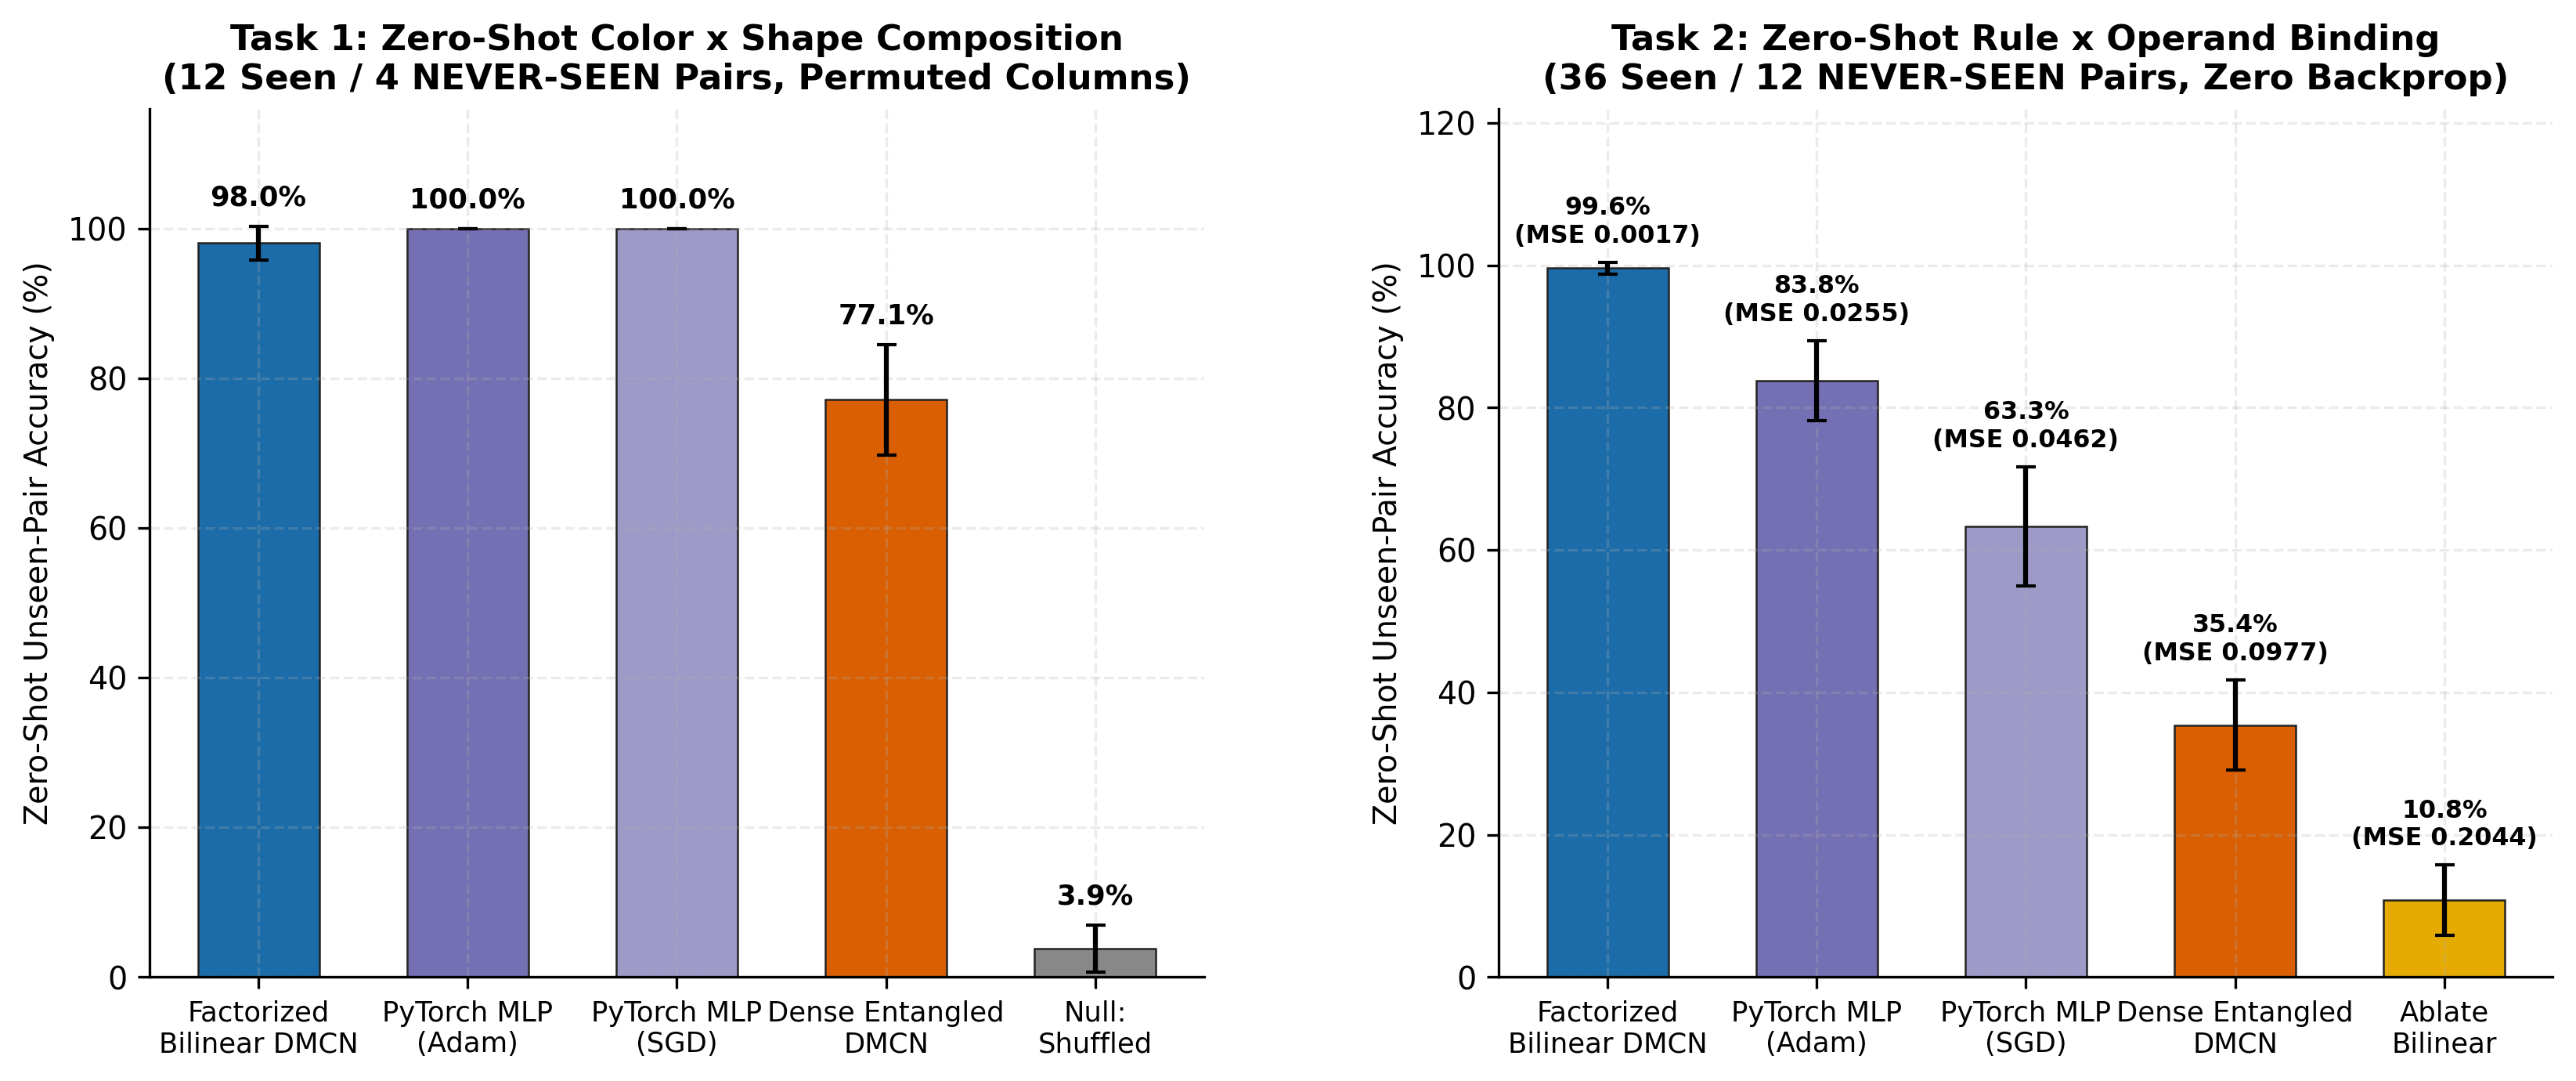 Task 1: Zero-Shot Color x Shape Composition
(12 Seen / 4 NEVER-SEEN Pairs, Permuted Columns)
Zero-Shot Unseen-Pair Accuracy (%)
100
80
60
40
20
0
98.0%
100.0%
100.0%
77.1%
3.9%
Factorized
Bilinear DMCN
PyTorch MLP
(Adam)
PyTorch MLP
(SGD)
Dense Entangled
DMCN
Null:
Shuffled
Task 2: Zero-Shot Rule x Operand Binding
(36 Seen / 12 NEVER-SEEN Pairs, Zero Backprop)
Zero-Shot Unseen-Pair Accuracy (%)
120
100
80
60
40
20
0
99.6%
(MSE 0.0017)
83.8%
(MSE 0.0255)
63.3%
(MSE 0.0462)
35.4%
(MSE 0.0977)
10.8%
(MSE 0.2044)
Factorized
Bilinear DMCN
PyTorch MLP
(Adam)
PyTorch MLP
(SGD)
Dense Entangled
DMCN
Ablate
Bilinear